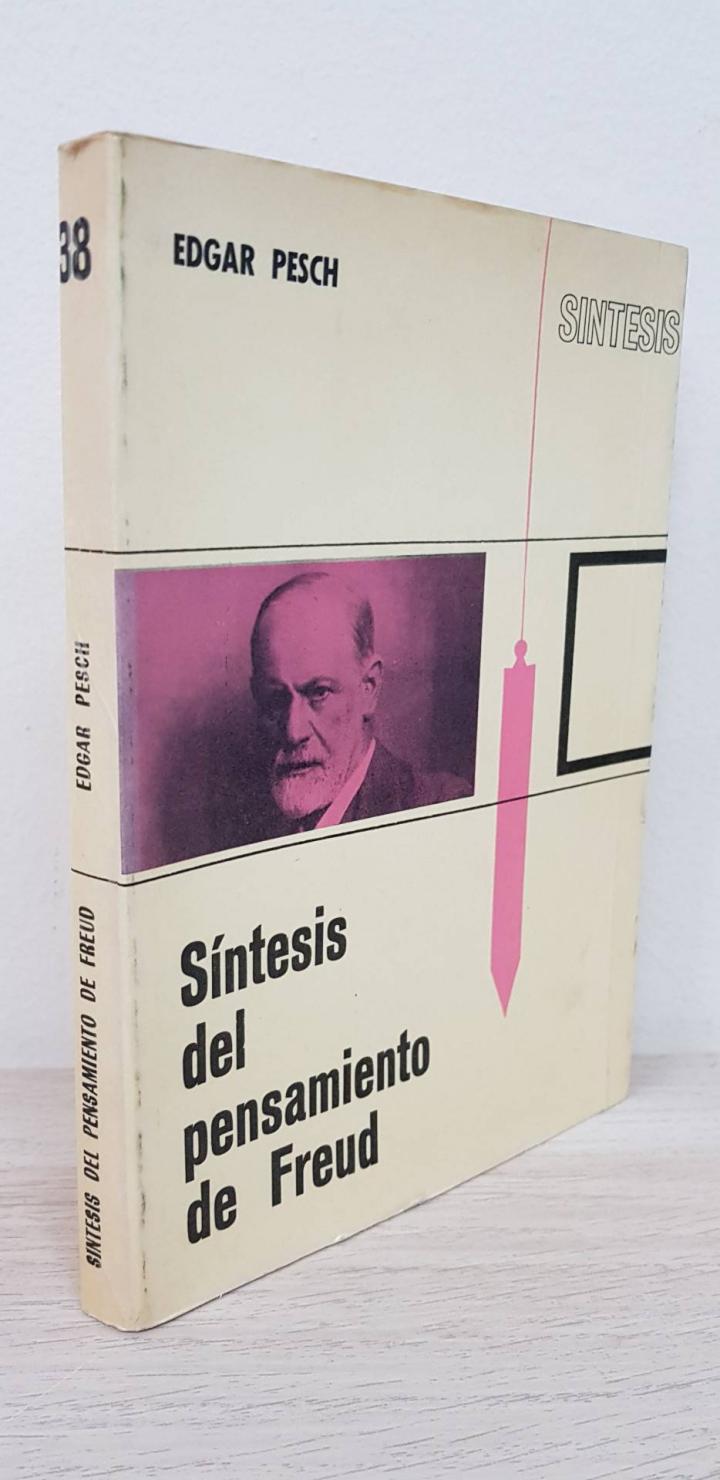 38
EDGAR PESCH
SINTESIS DEL PENSAMIENTO DE FREUD
EDGAR PESCH
SINTESIS
Síntesis
del
pensamiento
de Freud